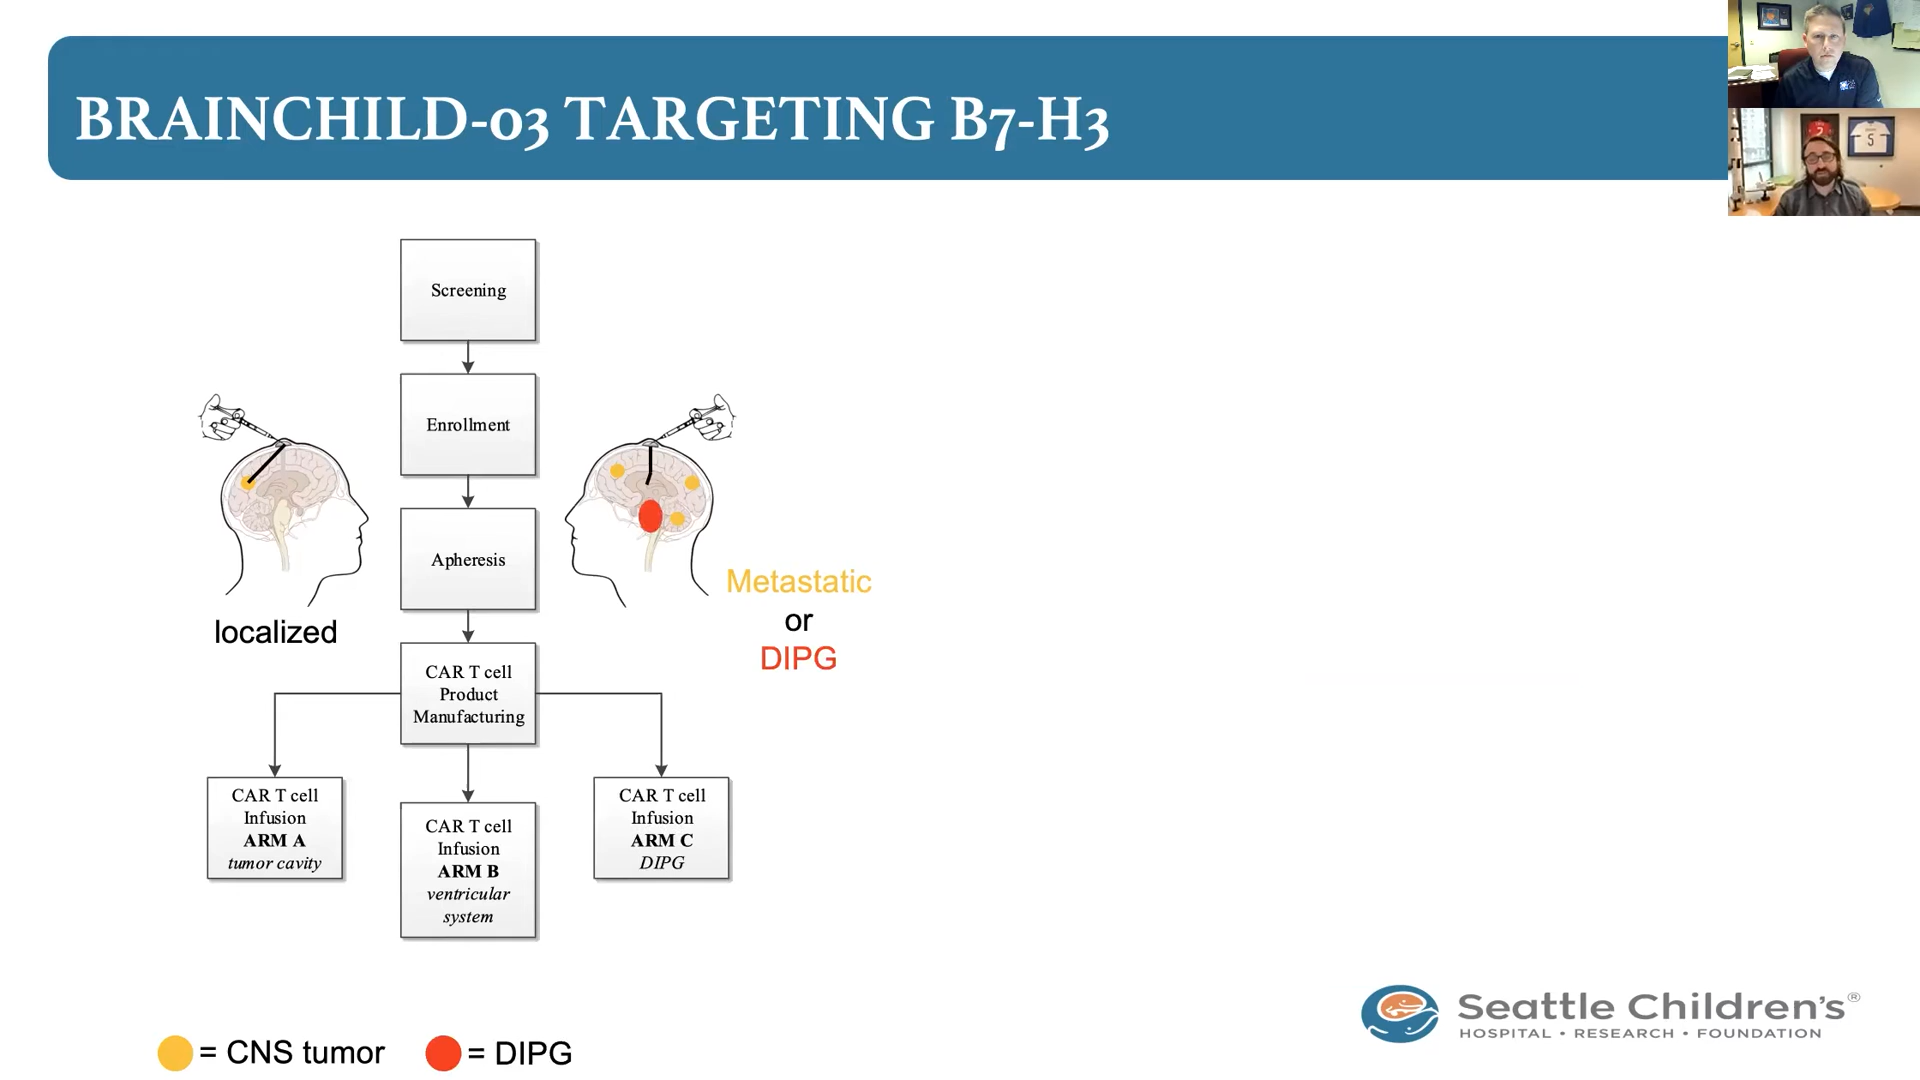 BRAINCHILD-03 TARGETING B7-H3
Screening
Enrollment
Apheresis
localized
Metastatic
or
DIPG
CAR T cell
Product
Manufacturing
CAR T cell
Infusion
ARM A
tumor cavity
CAR T cell
Infusion
ARM B
ventricular
system
CAR T cell
Infusion
ARM C
DIPG
= CNS tumor
= DIPG
Seattle Children's®
HOSPITAL • RESEARCH • FOUNDATION
5